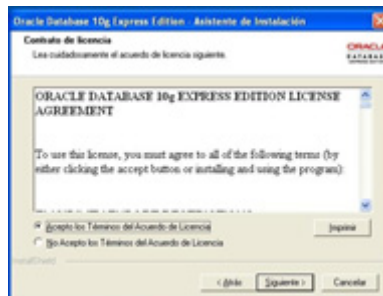 Oracle Database 10g Express Edition - Asistente de Instalación
Contrato de licencia
Lea cuidadosamente el acuerdo de licencia siguiente.
ORACLE
DATABASE
ORACLE DATABASE 10g EXPRESS EDITION LICENSE
AGREEMENT
To use this license, you must agree to all of the following terms (by
either clicking the accept button or installing and using the program):
Acepto los Términos del Acuerdo de Licencia
Imprimir
No Acepto los Términos del Acuerdo de Licencia
InstallShield
< Atrás
Siguiente >
Cancelar